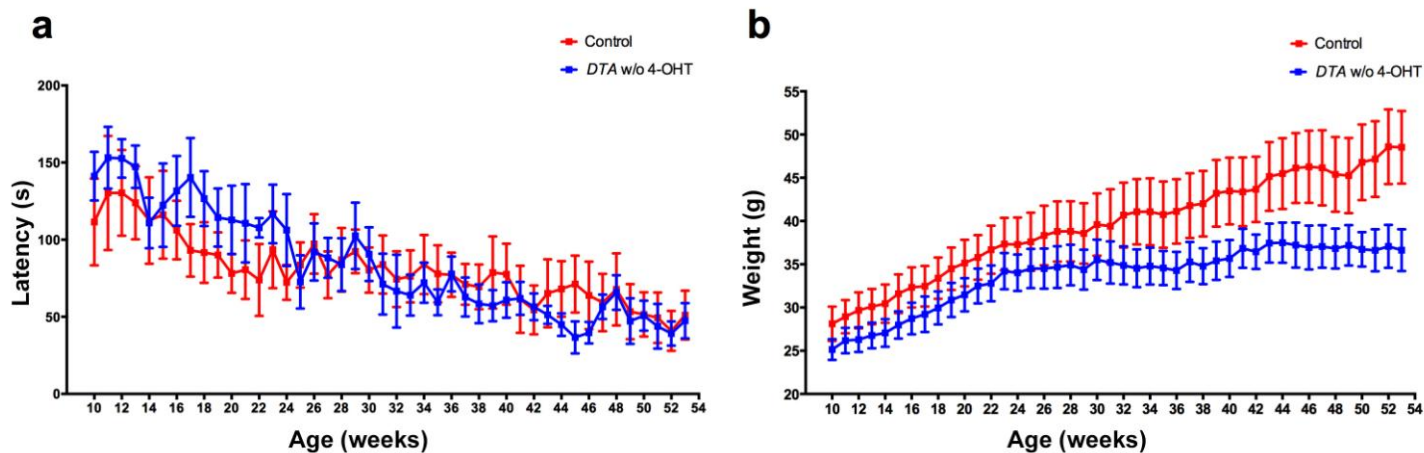 a
Control
DTA w/o 4-OHT
200
150
100
50
0
Latency (s)
10 12 14 16 18 20 22 24 26 28 30 32 34 36 38 40 42 44 46 48 50 52 54
Age (weeks)
b
Control
DTA w/o 4-OHT
55
50
45
40
35
30
25
20
Weight (g)
10 12 14 16 18 20 22 24 26 28 30 32 34 36 38 40 42 44 46 48 50 52 54
Age (weeks)